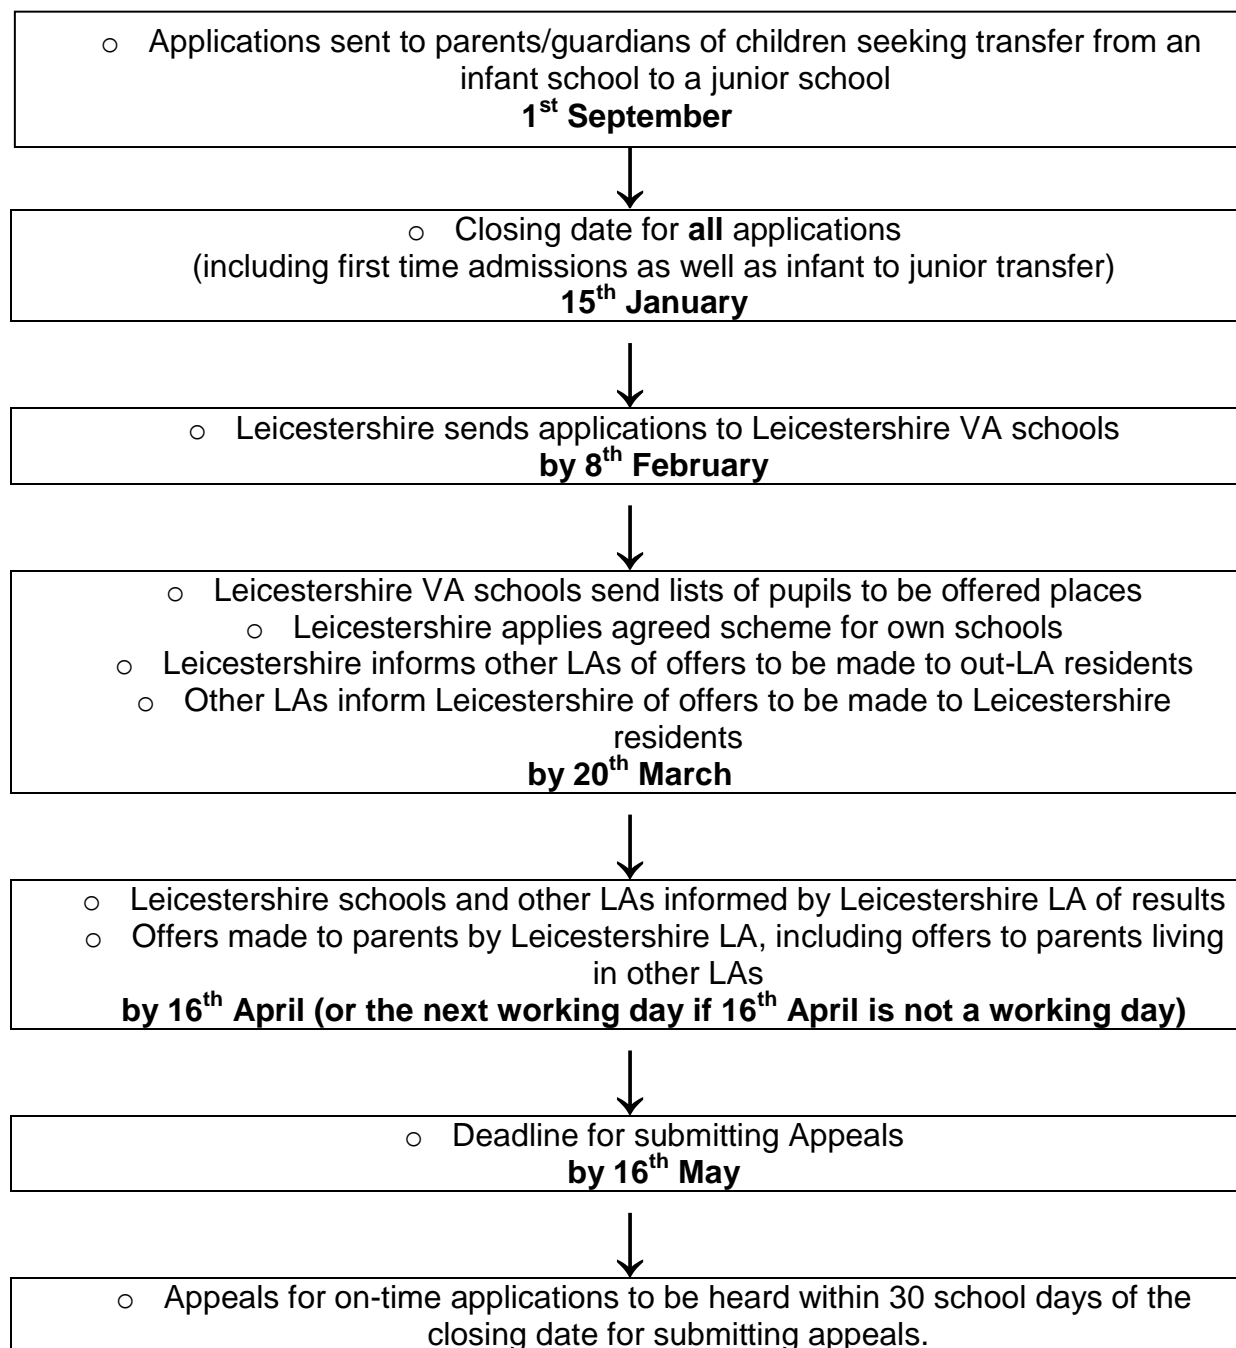 ○ Applications sent to parents/guardians of children seeking transfer from an
infant school to a junior school
1st September
○ Closing date for all applications
(including first time admissions as well as infant to junior transfer)
15th January
○ Leicestershire sends applications to Leicestershire VA schools
by 8th February
○ Leicestershire VA schools send lists of pupils to be offered places
○ Leicestershire applies agreed scheme for own schools
○ Leicestershire informs other LAs of offers to be made to out-LA residents
○ Other LAs inform Leicestershire of offers to be made to Leicestershire
residents
by 20th March
○ Leicestershire schools and other LAs informed by Leicestershire LA of results
○ Offers made to parents by Leicestershire LA, including offers to parents living
in other LAs
by 16th April (or the next working day if 16th April is not a working day)
○ Deadline for submitting Appeals
by 16th May
○ Appeals for on-time applications to be heard within 30 school days of the
closing date for submitting appeals.